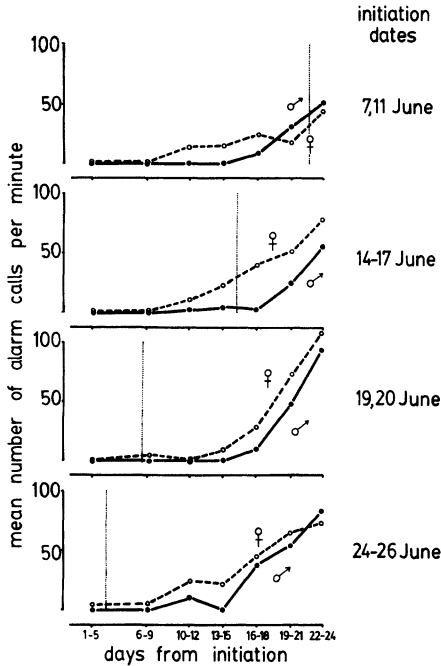 initiation
dates
100
50
7,11 June
♂
♀
100
50
14-17 June
♀
♂
100
50
19,20 June
♀
♂
100
50
24-26 June
♀
♂
mean number of alarm calls per minute
1-5 6-9 10-12 13-15 16-18 19-21 22-24
days from initiation